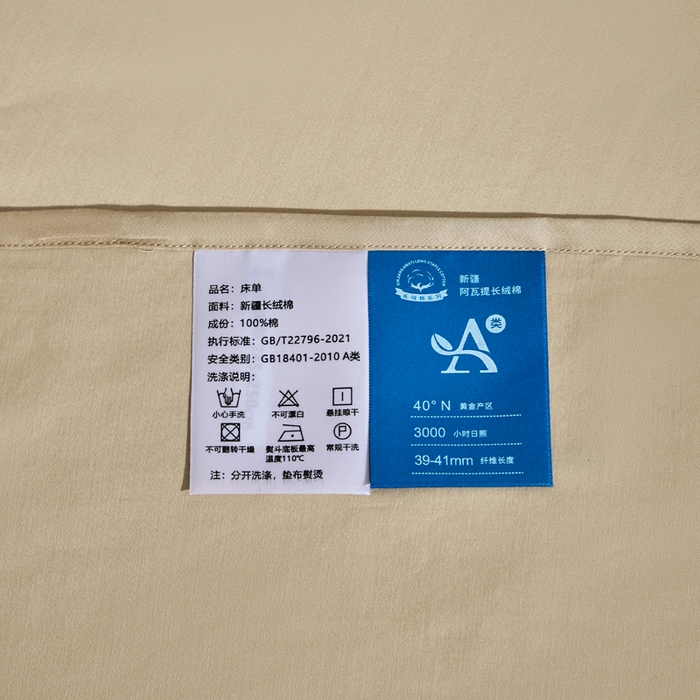 品名：床单
面料：新疆长绒棉
成份：100%棉
执行标准：GB/T22796-2021
安全类别：GB18401-2010 A类
洗涤说明：
小心手洗 不可漂白 悬挂晾干
P
不可翻转干燥 熨斗底板最高温度110℃ 常规干洗
注：分开洗涤，垫布熨烫
新疆
阿瓦提长绒棉
A类
40° N 黄金产区
3000 小时日照
39-41mm 纤维长度